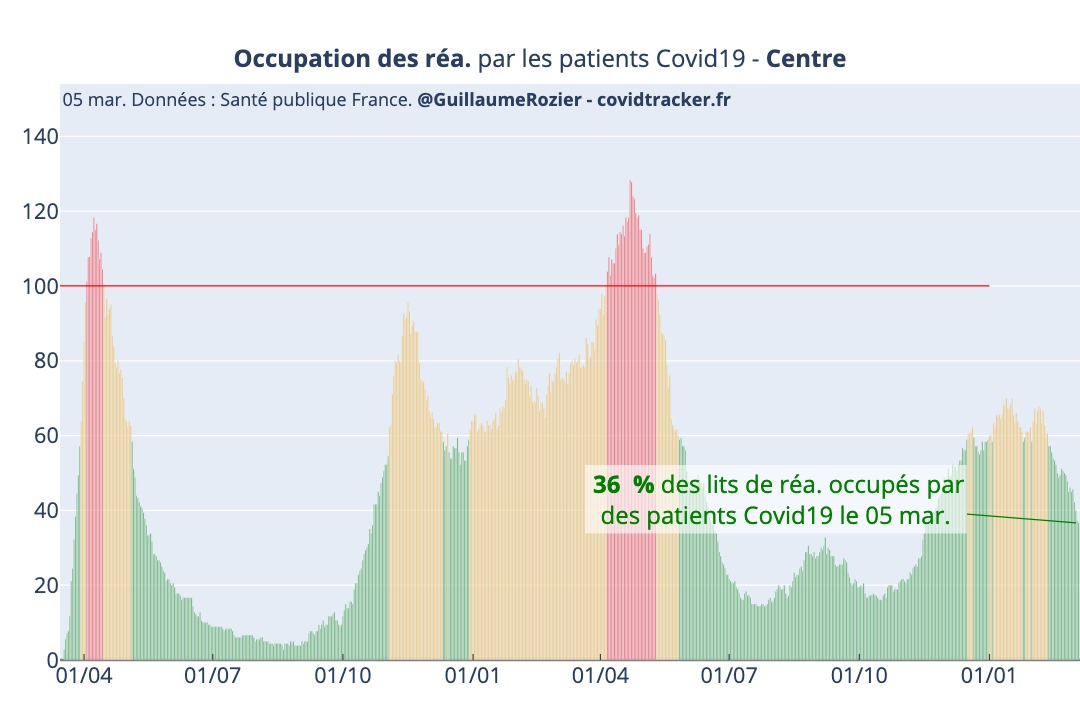 Occupation des réa. par les patients Covid19 - Centre
05 mar. Données : Santé publique France. @GuillaumeRozier - covidtracker.fr
140
120
100
80
60
40
20
0
36 % des lits de réa. occupés par
des patients Covid19 le 05 mar.
01/04 01/07 01/10 01/01 01/04 01/07 01/10 01/01